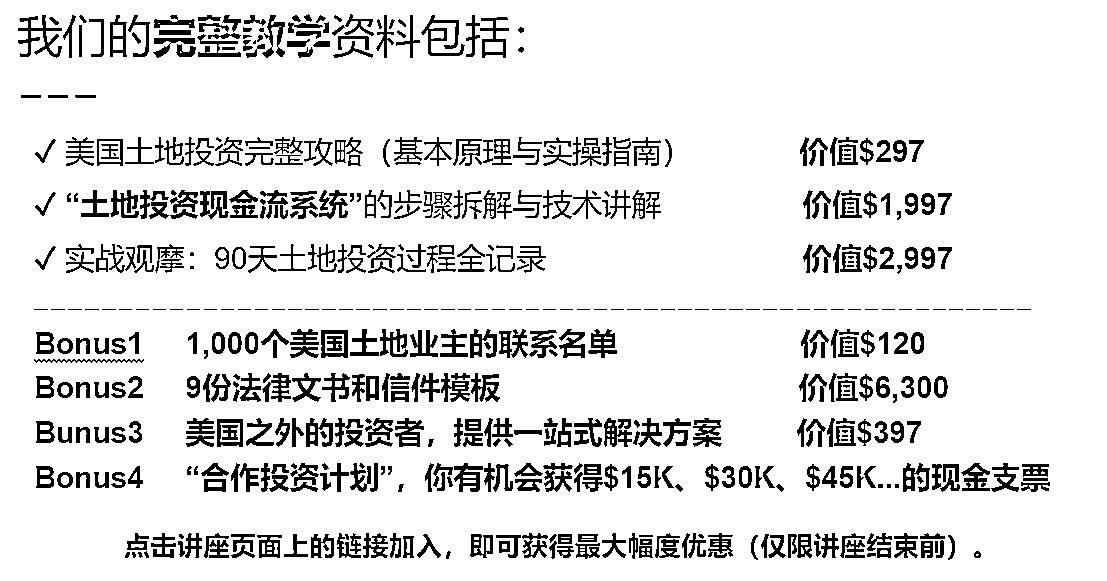 我们的完整教学资料包括：
---
✓ 美国土地投资完整攻略（基本原理与实操指南） 价值$297
✓ “土地投资现金流系统”的步骤拆解与技术讲解 价值$1,997
✓ 实战观摩：90天土地投资过程全记录 价值$2,997
Bonus1 1,000个美国土地业主的联系名单 价值$120
Bonus2 9份法律文书和信件模板 价值$6,300
Bunus3 美国之外的投资者，提供一站式解决方案 价值$397
Bonus4 “合作投资计划”，你有机会获得$15K、$30K、$45K...的现金支票
点击讲座页面上的链接加入，即可获得最大幅度优惠（仅限讲座结束前）。